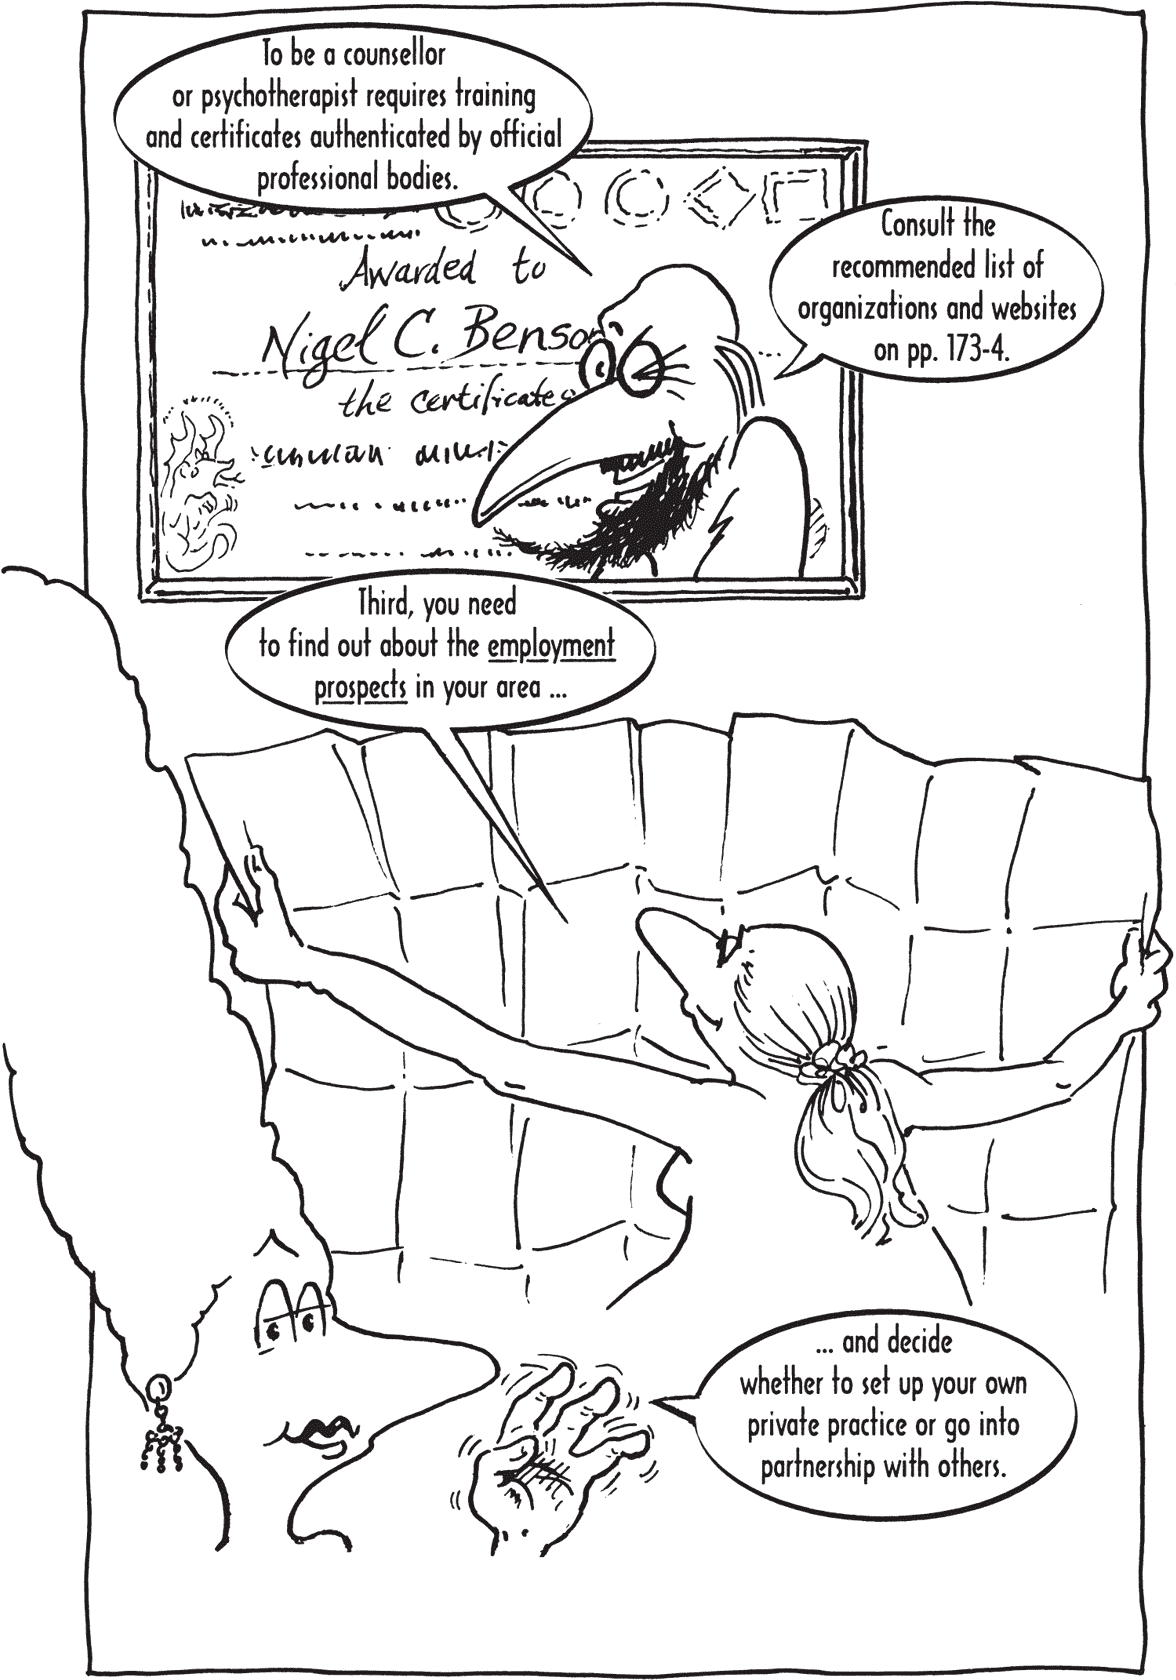 To be a counsellor
or psychotherapist requires training
and certificates authenticated by official
professional bodies.
Consult the
recommended list of
organizations and websites
on pp. 173-4.
Awarded to
Nigel C. Benson
the certificates
Third, you need
to find out about the employment
prospects in your area ...
... and decide
whether to set up your own
private practice or go into
partnership with others.